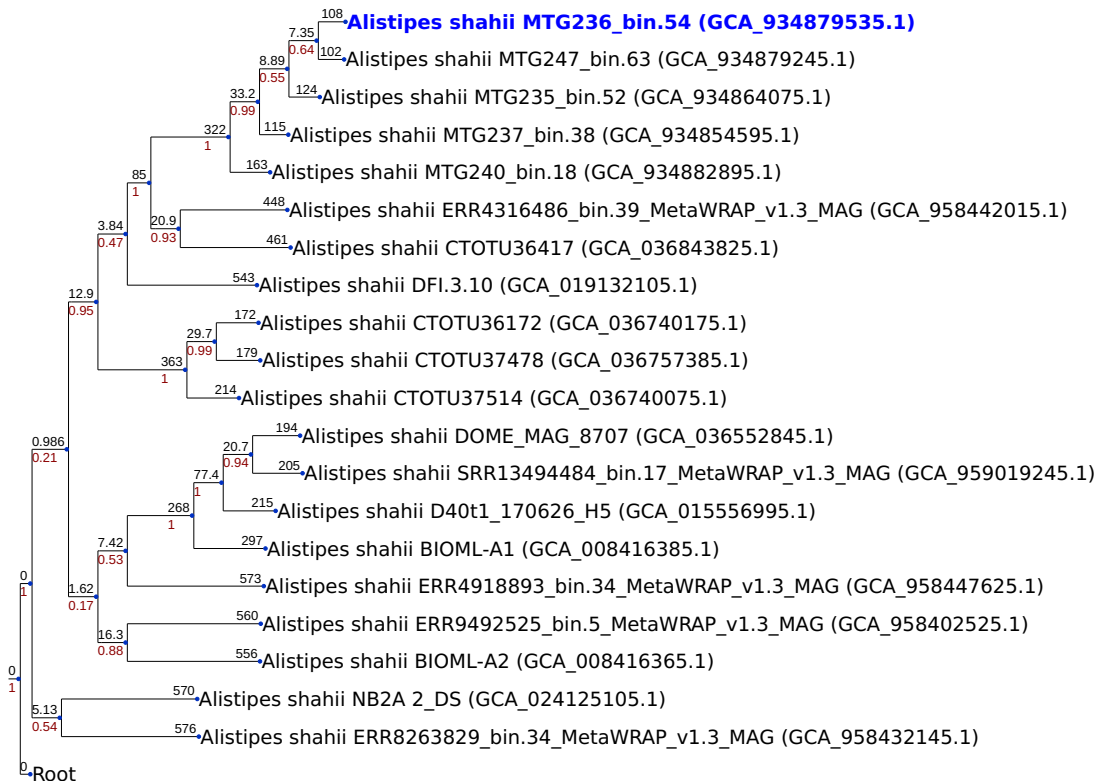 108 Alistipes shahii MTG236_bin.54 (GCA_934879535.1)
7.35
0.64
102 Alistipes shahii MTG247_bin.63 (GCA_934879245.1)
8.89
0.55
124 Alistipes shahii MTG235_bin.52 (GCA_934864075.1)
33.2
0.99
115 Alistipes shahii MTG237_bin.38 (GCA_934854595.1)
322
1
163 Alistipes shahii MTG240_bin.18 (GCA_934882895.1)
85
1
448 Alistipes shahii ERR4316486_bin.39_MetaWRAP_v1.3_MAG (GCA_958442015.1)
20.9
0.93
461 Alistipes shahii CTOTU36417 (GCA_036843825.1)
3.84
0.47
543 Alistipes shahii DFI.3.10 (GCA_019132105.1)
12.9
0.95
172 Alistipes shahii CTOTU36172 (GCA_036740175.1)
29.7
0.99
179 Alistipes shahii CTOTU37478 (GCA_036757385.1)
363
1
214 Alistipes shahii CTOTU37514 (GCA_036740075.1)
0.986
0.21
194 Alistipes shahii DOME_MAG_8707 (GCA_036552845.1)
20.7
0.94
205 Alistipes shahii SRR13494484_bin.17_MetaWRAP_v1.3_MAG (GCA_959019245.1)
77.4
1
215 Alistipes shahii D40t1_170626_H5 (GCA_015556995.1)
268
1
297 Alistipes shahii BIOML-A1 (GCA_008416385.1)
7.42
0.53
573 Alistipes shahii ERR4918893_bin.34_MetaWRAP_v1.3_MAG (GCA_958447625.1)
0
1
1.62
0.17
560 Alistipes shahii ERR9492525_bin.5_MetaWRAP_v1.3_MAG (GCA_958402525.1)
16.3
0.88
556 Alistipes shahii BIOML-A2 (GCA_008416365.1)
0
1
570 Alistipes shahii NB2A 2_DS (GCA_024125105.1)
5.13
0.54
576 Alistipes shahii ERR8263829_bin.34_MetaWRAP_v1.3_MAG (GCA_958432145.1)
0 Root